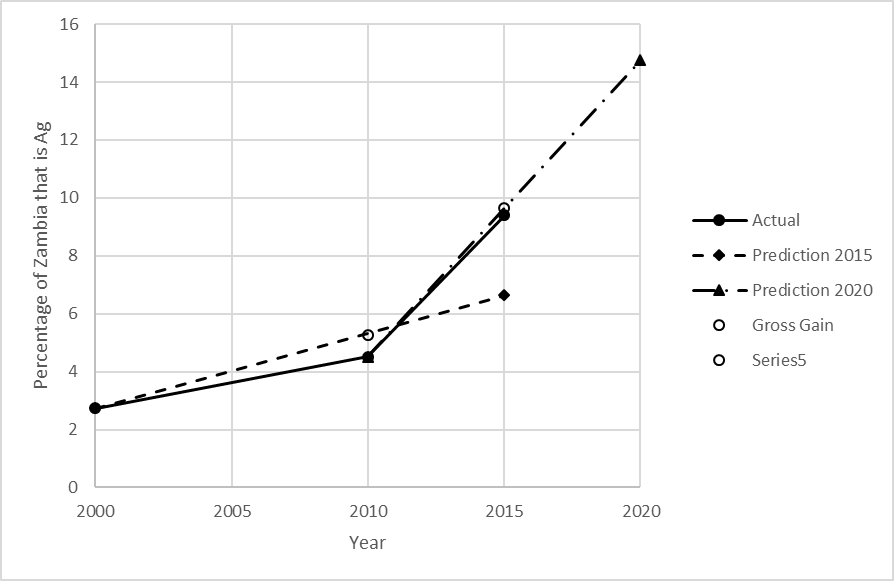 16
14
12
10
8
6
4
2
0
Percentage of Zambia that is Ag
2000 2005 2010 2015 2020
Year
Actual
Prediction 2015
Prediction 2020
Gross Gain
Series5